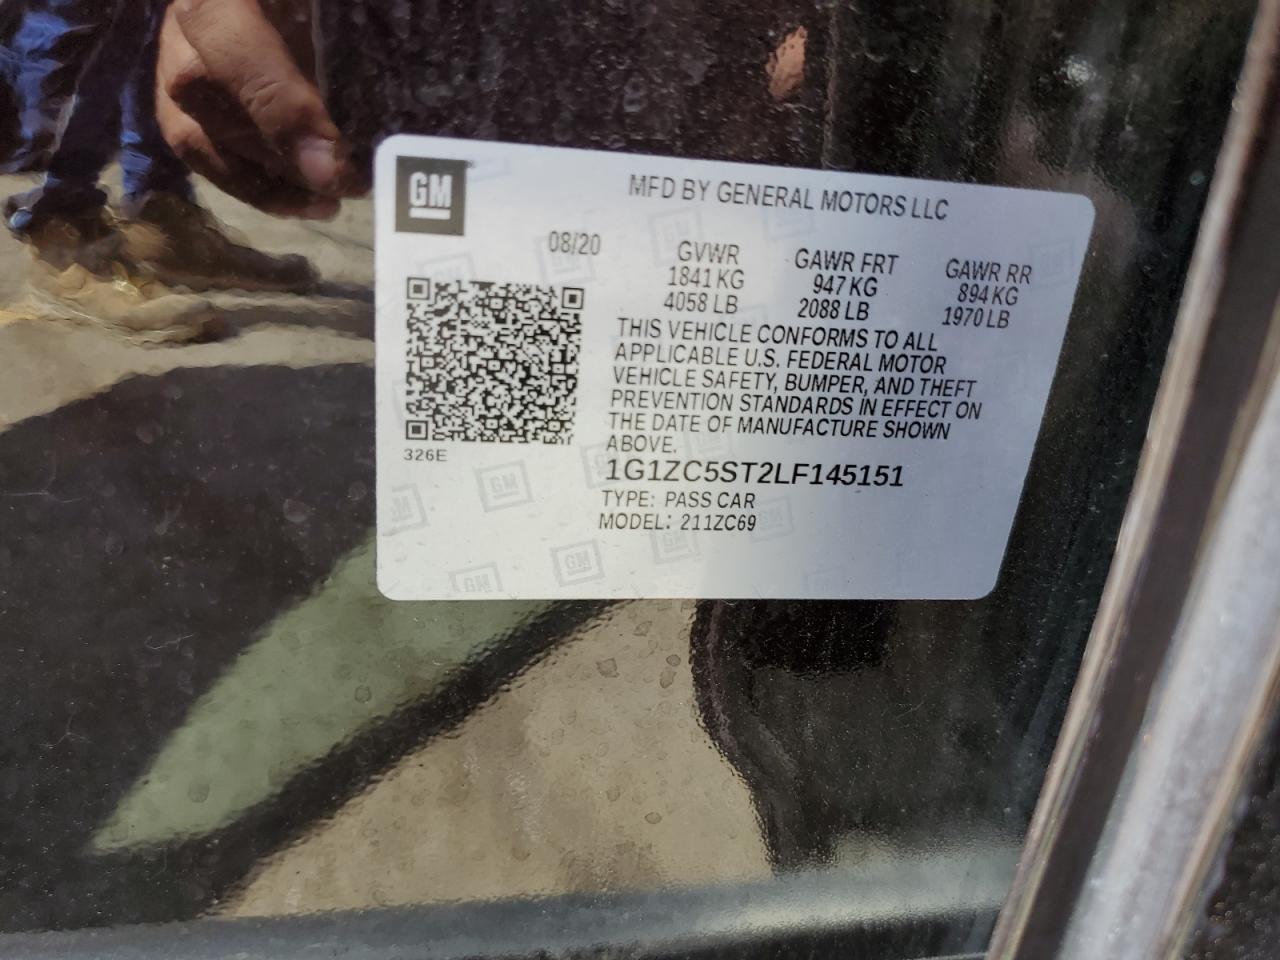 GM
MFD BY GENERAL MOTORS LLC
08/20
GVWR
1841 KG
4058 LB
GAWR FRT
947 KG
2088 LB
GAWR RR
894 KG
1970 LB
THIS VEHICLE CONFORMS TO ALL
APPLICABLE U.S. FEDERAL MOTOR
VEHICLE SAFETY, BUMPER, AND THEFT
PREVENTION STANDARDS IN EFFECT ON
THE DATE OF MANUFACTURE SHOWN
ABOVE.
326E
1G1ZC5ST2LF145151
TYPE: PASS CAR
MODEL: 211ZC69